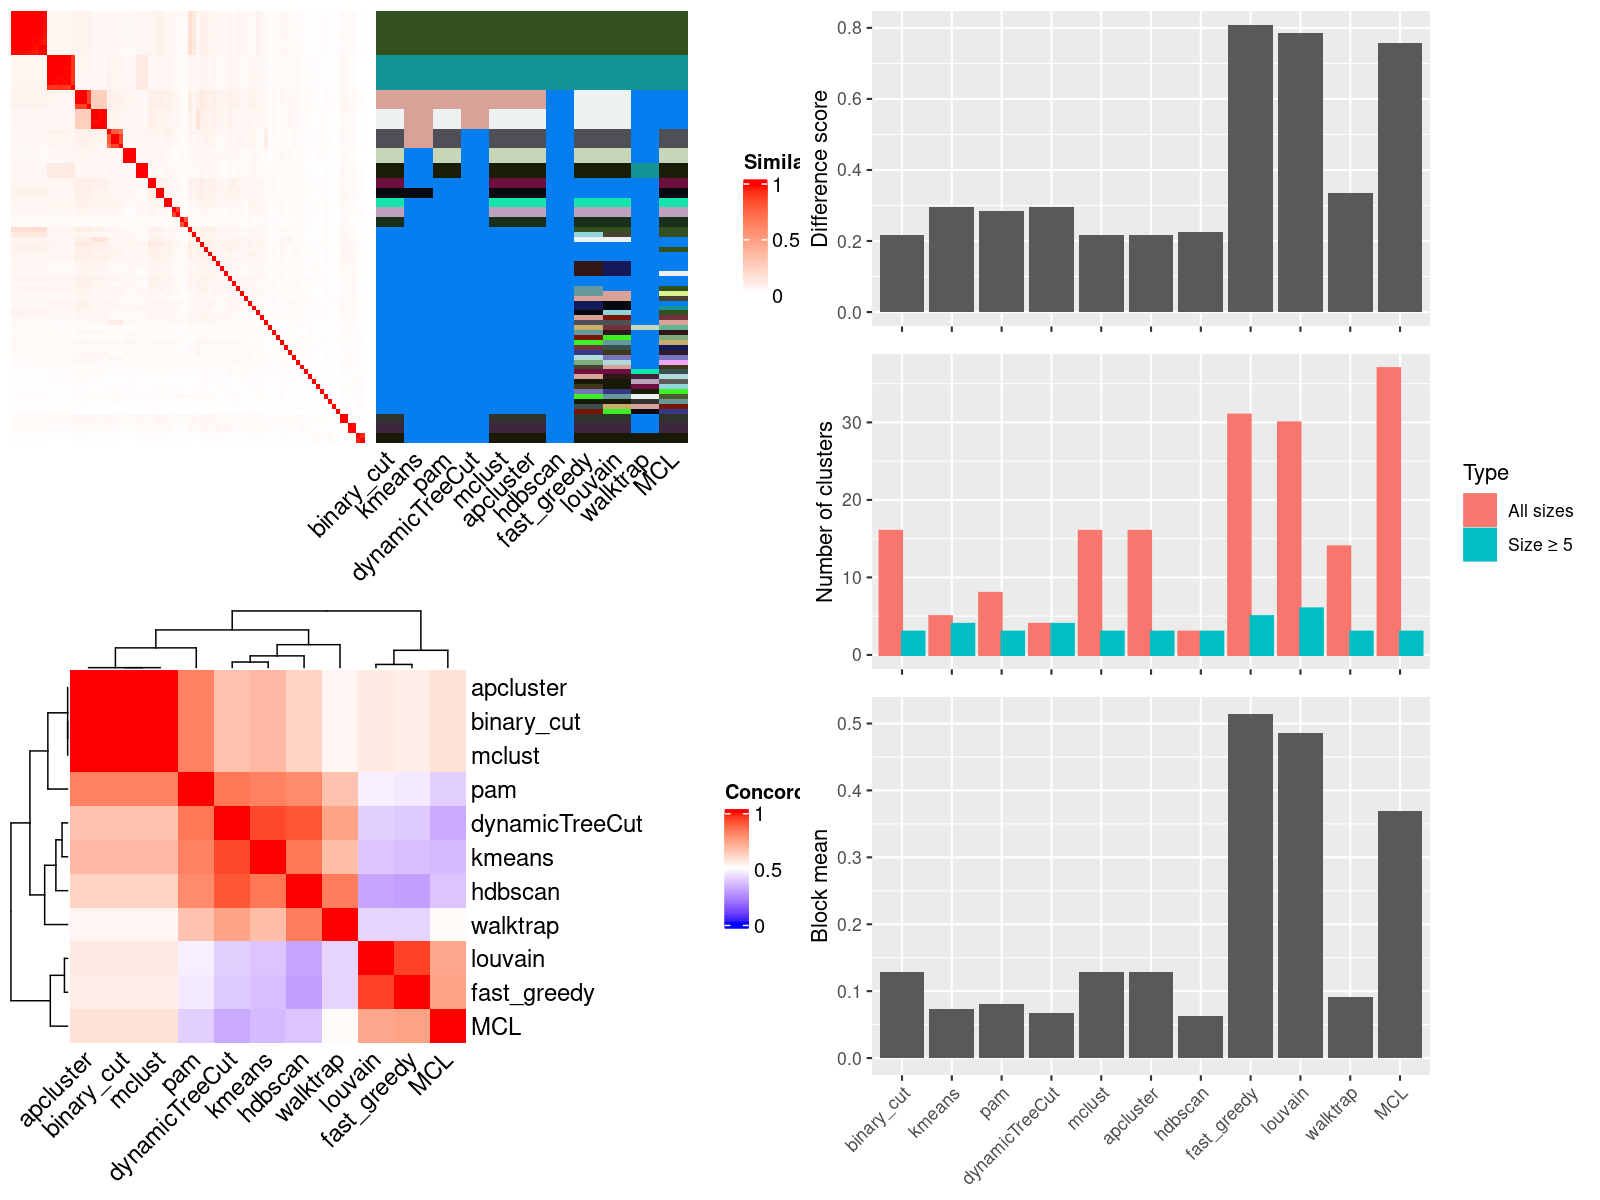 Simila
1
0.5
0
binary_cut
kmeans
pam
dynamicTreeCut
mclust
apcluster
hdbscan
fast_greedy
louvain
walktrap
MCL
apcluster
binary_cut
mclust
pam
dynamicTreeCut
kmeans
hdbscan
walktrap
louvain
fast_greedy
MCL
Concord
1
0.5
0
apcluster
binary_cut
mclust
pam
dynamicTreeCut
kmeans
hdbscan
walktrap
louvain
fast_greedy
MCL
Difference score
0.8
0.6
0.4
0.2
0.0
Number of clusters
30
20
10
0
Type
All sizes
Size ≥ 5
Block mean
0.5
0.4
0.3
0.2
0.1
0.0
binary_cut
kmeans
pam
dynamicTreeCut
mclust
apcluster
hdbscan
fast_greedy
louvain
walktrap
MCL